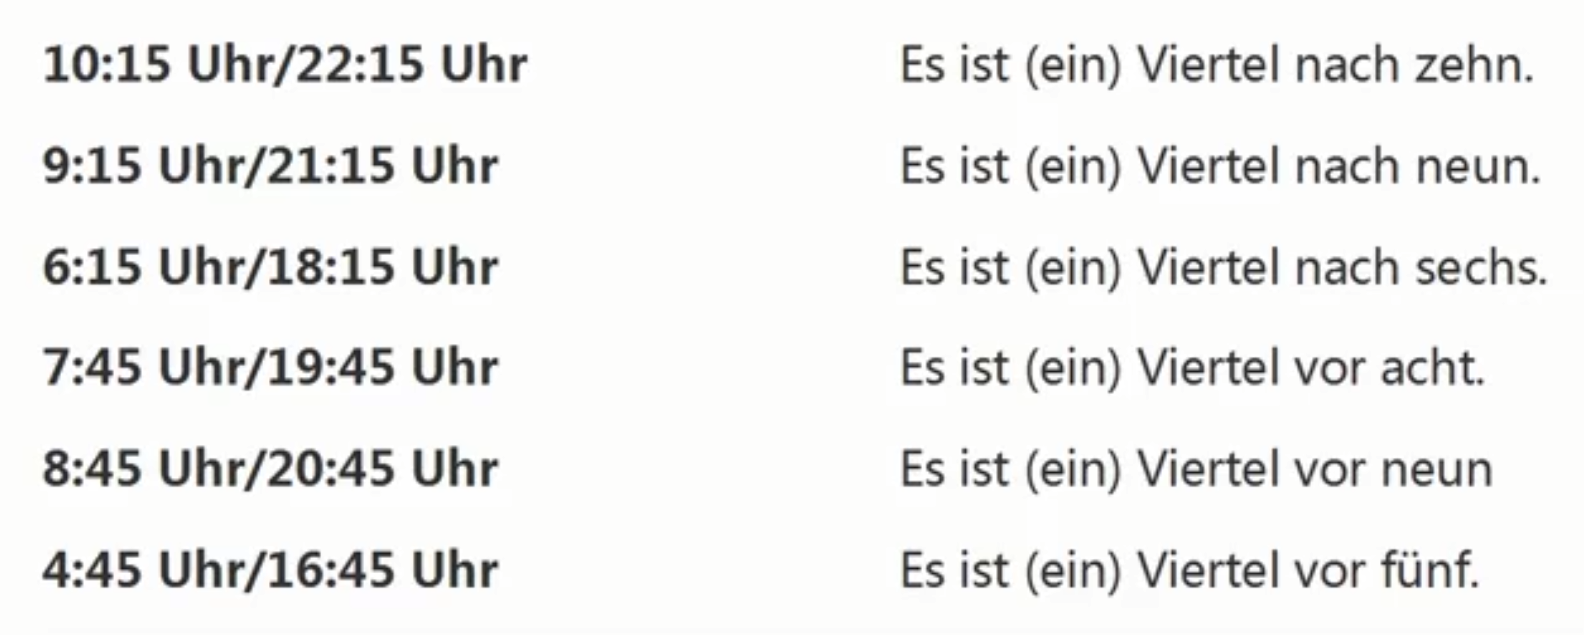 10:15 Uhr/22:15 Uhr Es ist (ein) Viertel nach zehn.
9:15 Uhr/21:15 Uhr Es ist (ein) Viertel nach neun.
6:15 Uhr/18:15 Uhr Es ist (ein) Viertel nach sechs.
7:45 Uhr/19:45 Uhr Es ist (ein) Viertel vor acht.
8:45 Uhr/20:45 Uhr Es ist (ein) Viertel vor neun
4:45 Uhr/16:45 Uhr Es ist (ein) Viertel vor fünf.